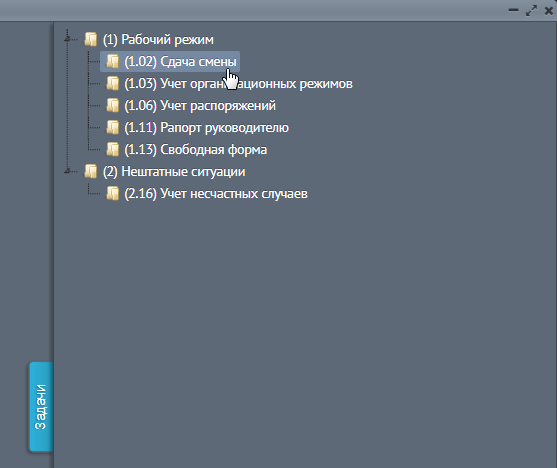 (1) Рабочий режим
(1.02) Сдача смены
(1.03) Учет организационных режимов
(1.06) Учет распоряжений
(1.11) Рапорт руководителю
(1.13) Свободная форма
(2) Нештатные ситуации
(2.16) Учет несчастных случаев
Задачи